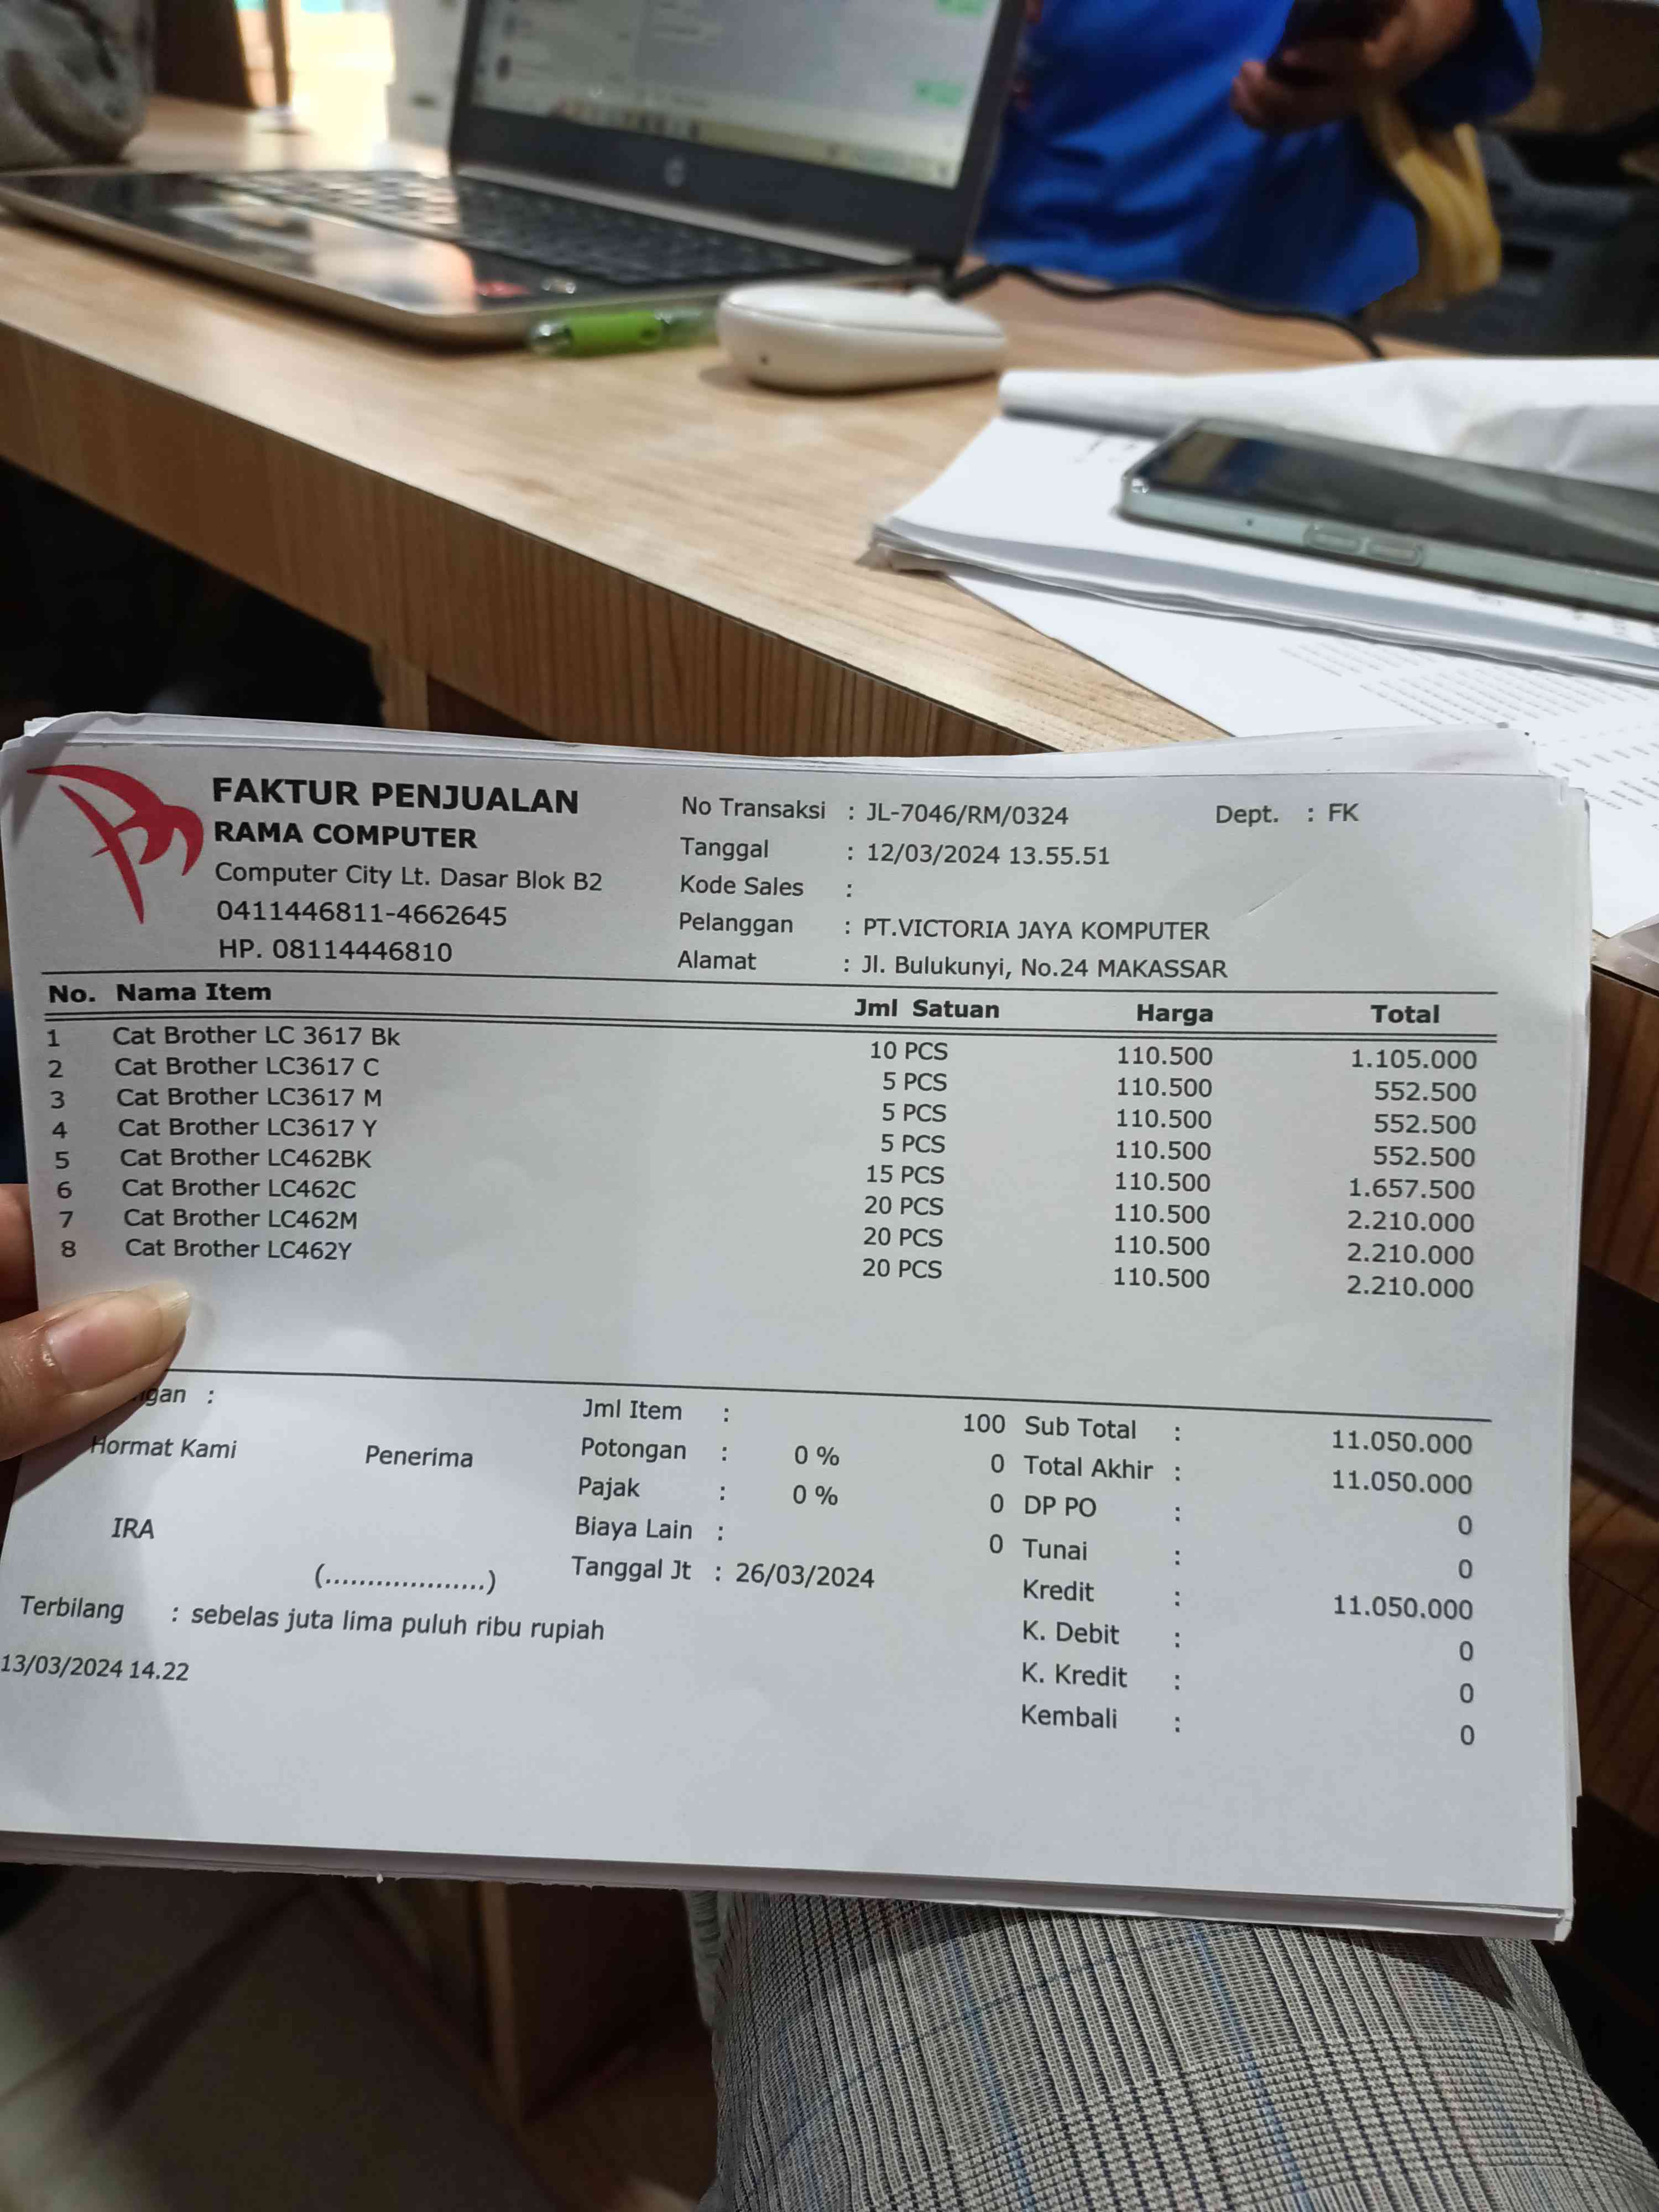 FAKTUR PENJUALAN
RAMA COMPUTER
Computer City Lt. Dasar Blok B2
0411446811-4662645
HP. 08114446810
No Transaksi : JL-7046/RM/0324 Dept. : FK
Tanggal : 12/03/2024 13.55.51
Kode Sales :
Pelanggan : PT.VICTORIA JAYA KOMPUTER
Alamat : Jl. Bulukunyi, No.24 MAKASSAR
No. Nama Item Jml Satuan Harga Total
1 Cat Brother LC 3617 Bk 10 PCS 110.500 1.105.000
2 Cat Brother LC3617 C 5 PCS 110.500 552.500
3 Cat Brother LC3617 M 5 PCS 110.500 552.500
4 Cat Brother LC3617 Y 5 PCS 110.500 552.500
5 Cat Brother LC462BK 15 PCS 110.500 1.657.500
6 Cat Brother LC462C 20 PCS 110.500 2.210.000
7 Cat Brother LC462M 20 PCS 110.500 2.210.000
8 Cat Brother LC462Y 20 PCS 110.500 2.210.000
:
Hormat Kami Penerima
IRA
(...................)
Jml Item : 100
Potongan : 0 % 0
Pajak : 0 % 0
Biaya Lain : 0
Tanggal Jt : 26/03/2024
Sub Total : 11.050.000
Total Akhir : 11.050.000
DP PO : 0
Tunai : 0
Kredit : 11.050.000
K. Debit : 0
K. Kredit : 0
Kembali : 0
Terbilang : sebelas juta lima puluh ribu rupiah
13/03/2024 14.22
hp